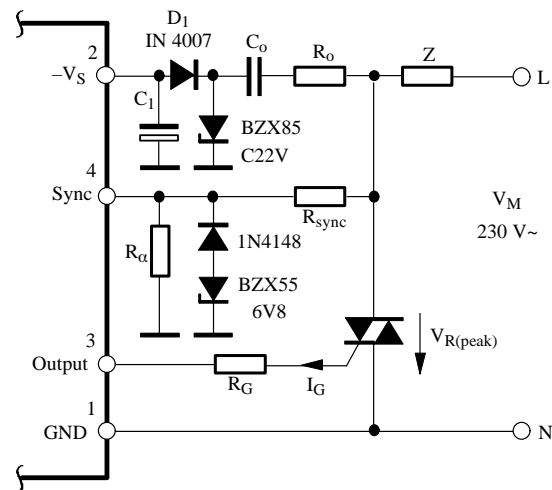 D1
IN 4007
2
–VS
Co
Ro
Z
L
C1
BZX85
C22V
4
Sync
Rsync
VM
230 V~
Rα
1N4148
BZX55
6V8
3
Output
RG
IG
VR(peak)
1
GND
N